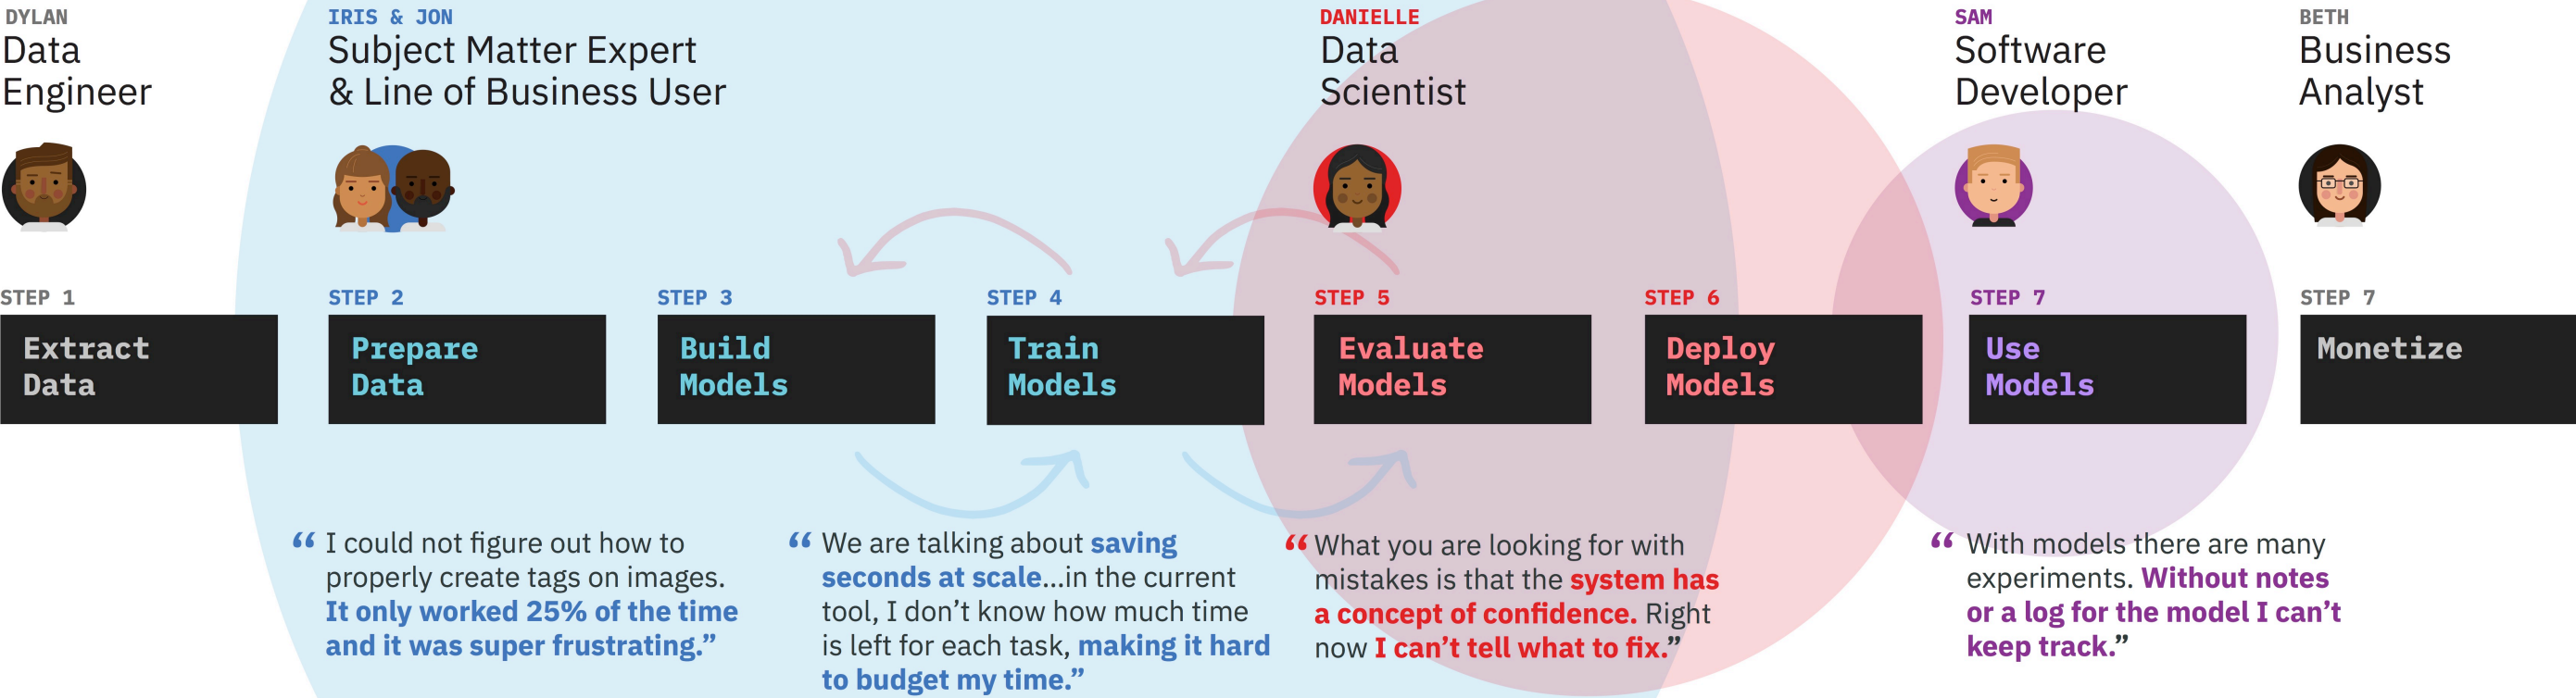 DYLAN
Data
Engineer
IRIS & JON
Subject Matter Expert
& Line of Business User
DANIELLE
Data
Scientist
SAM
Software
Developer
BETH
Business
Analyst
STEP 1
Extract
Data
STEP 2
Prepare
Data
STEP 3
Build
Models
STEP 4
Train
Models
STEP 5
Evaluate
Models
STEP 6
Deploy
Models
STEP 7
Use
Models
STEP 7
Monetize
“ I could not figure out how to
properly create tags on images.
It only worked 25% of the time
and it was super frustrating.”
“ We are talking about saving
seconds at scale...in the current
tool, I don’t know how much time
is left for each task, making it hard
to budget my time.”
“ What you are looking for with
mistakes is that the system has
a concept of confidence. Right
now I can’t tell what to fix.”
“ With models there are many
experiments. Without notes
or a log for the model I can’t
keep track.”